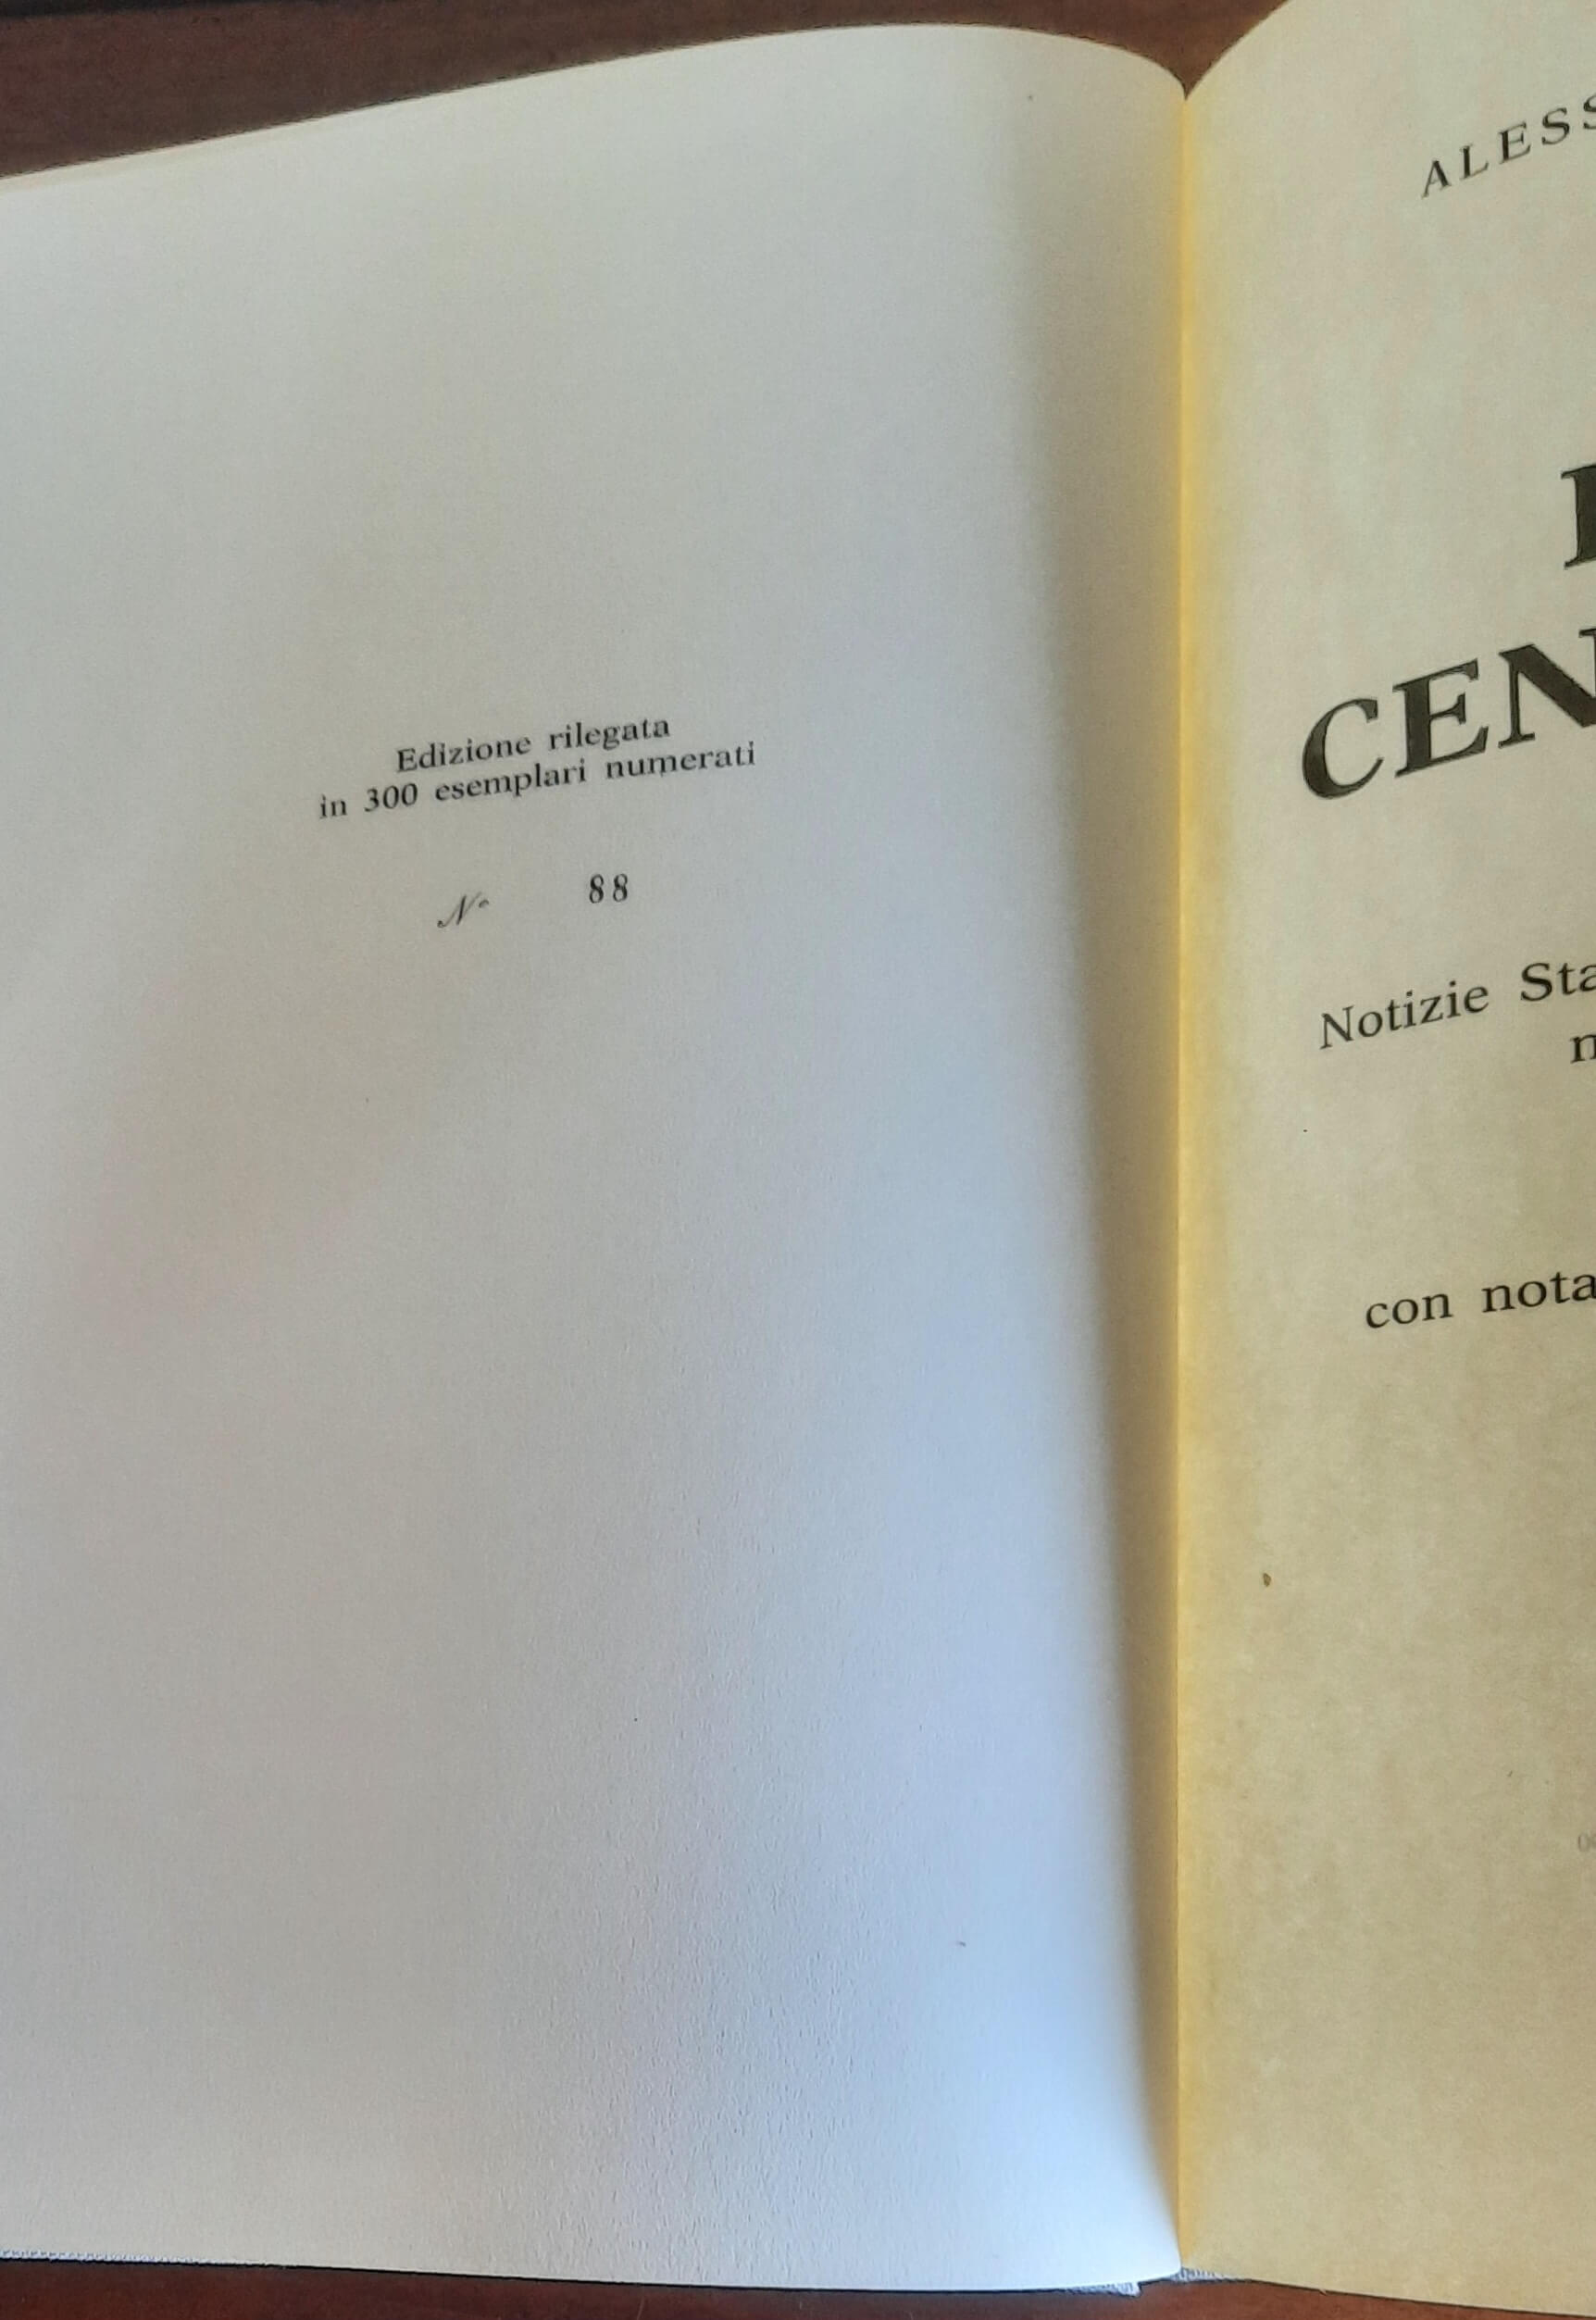 Edizione rilegata
in 300 esemplari numerati
N° 88
ALESS
CEN
Notizie Sta
con nota